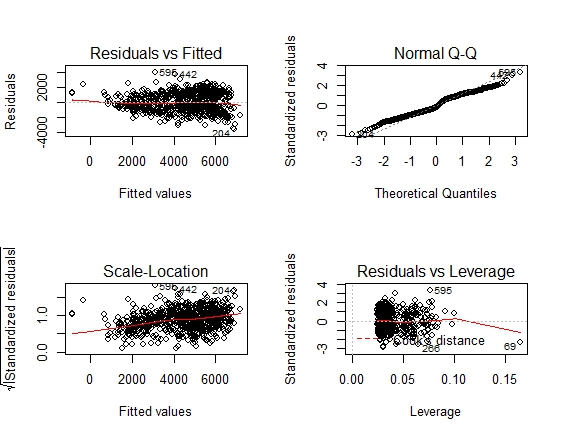 Residuals vs Fitted
Residuals
-4000 2000
595 442
204
0 2000 4000 6000
Fitted values
Normal Q-Q
Standardized residuals
-3 0 2 4
595
-3 -2 -1 0 1 2 3
Theoretical Quantiles
Scale-Location
√|Standardized residuals|
0.0 1.0
595 442
204
0 2000 4000 6000
Fitted values
Residuals vs Leverage
Standardized residuals
-3 0 2 4
595
distance
69
0.00 0.05 0.10 0.15
Leverage